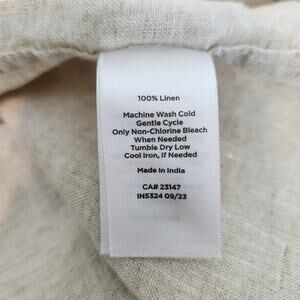 100% Linen
Machine Wash Cold
Gentle Cycle
Only Non-Chlorine Bleach
When Needed
Tumble Dry Low
Cool Iron, if Needed
Made in India
CA# 23147
IN5324 09/23